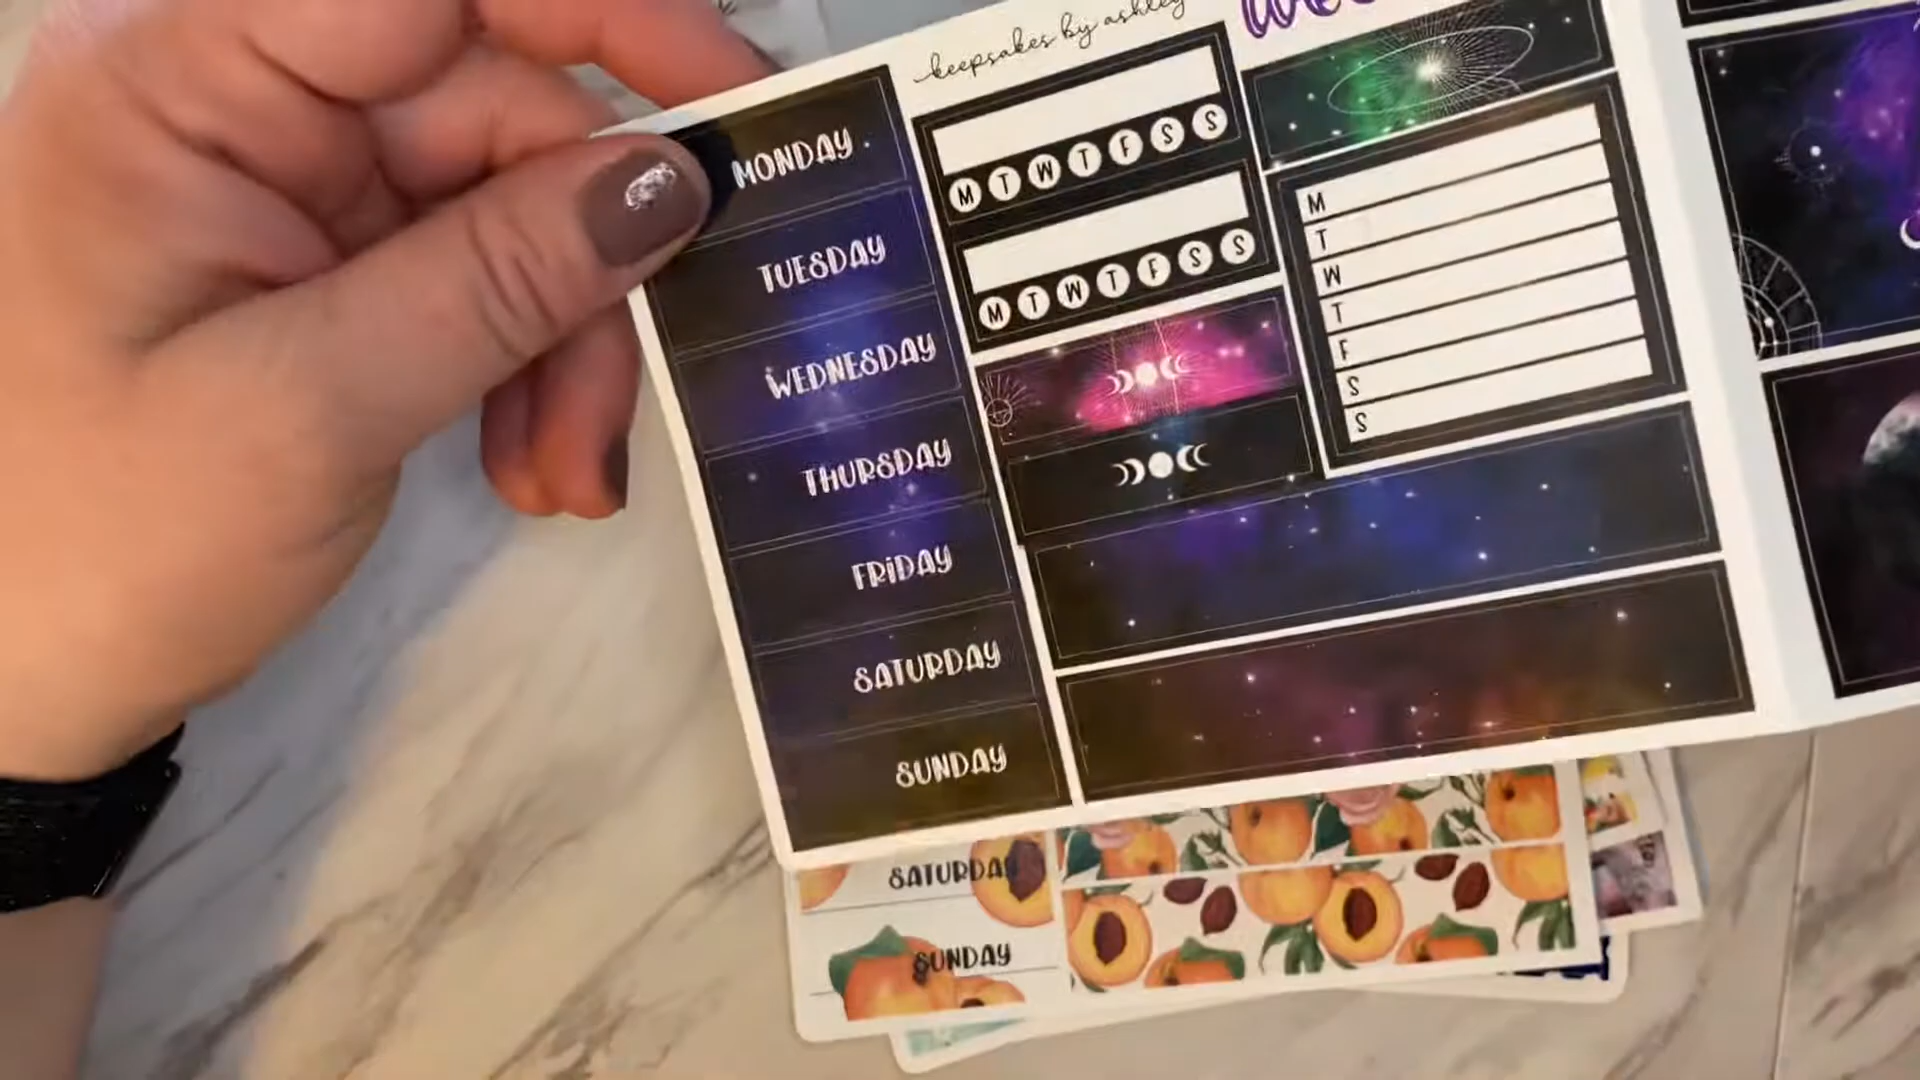 keepsakes by ashley
MONDAY
TUESDAY
WEDNESDAY
THURSDAY
FRIDAY
SATURDAY
SUNDAY
M T W T F S S
M T W T F S S
M
T
W
T
F
S
S
SATURDAY
SUNDAY